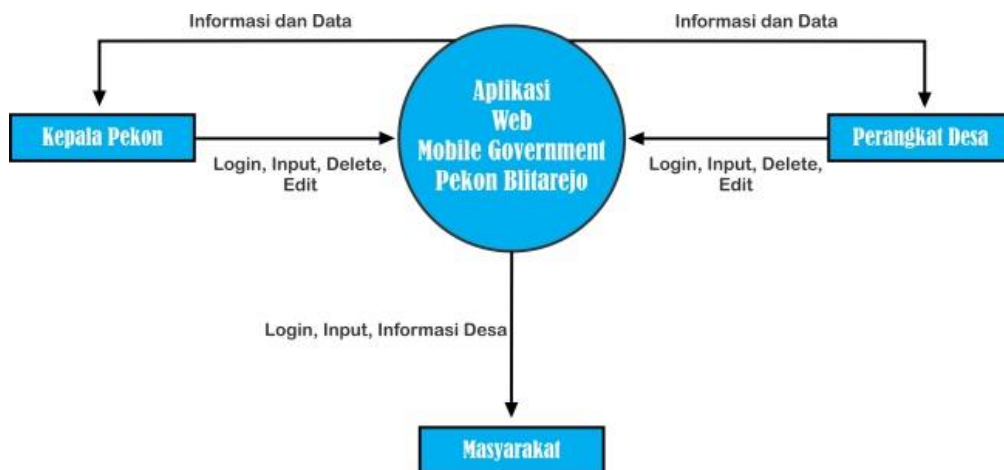 Informasi dan Data
Informasi dan Data
Aplikasi
Web
Mobile Government
Pekon Blitarejo
Kepala Pekon
Perangkat Desa
Login, Input, Delete,
Edit
Login, Input, Delete,
Edit
Login, Input, Informasi Desa
Masyarakat